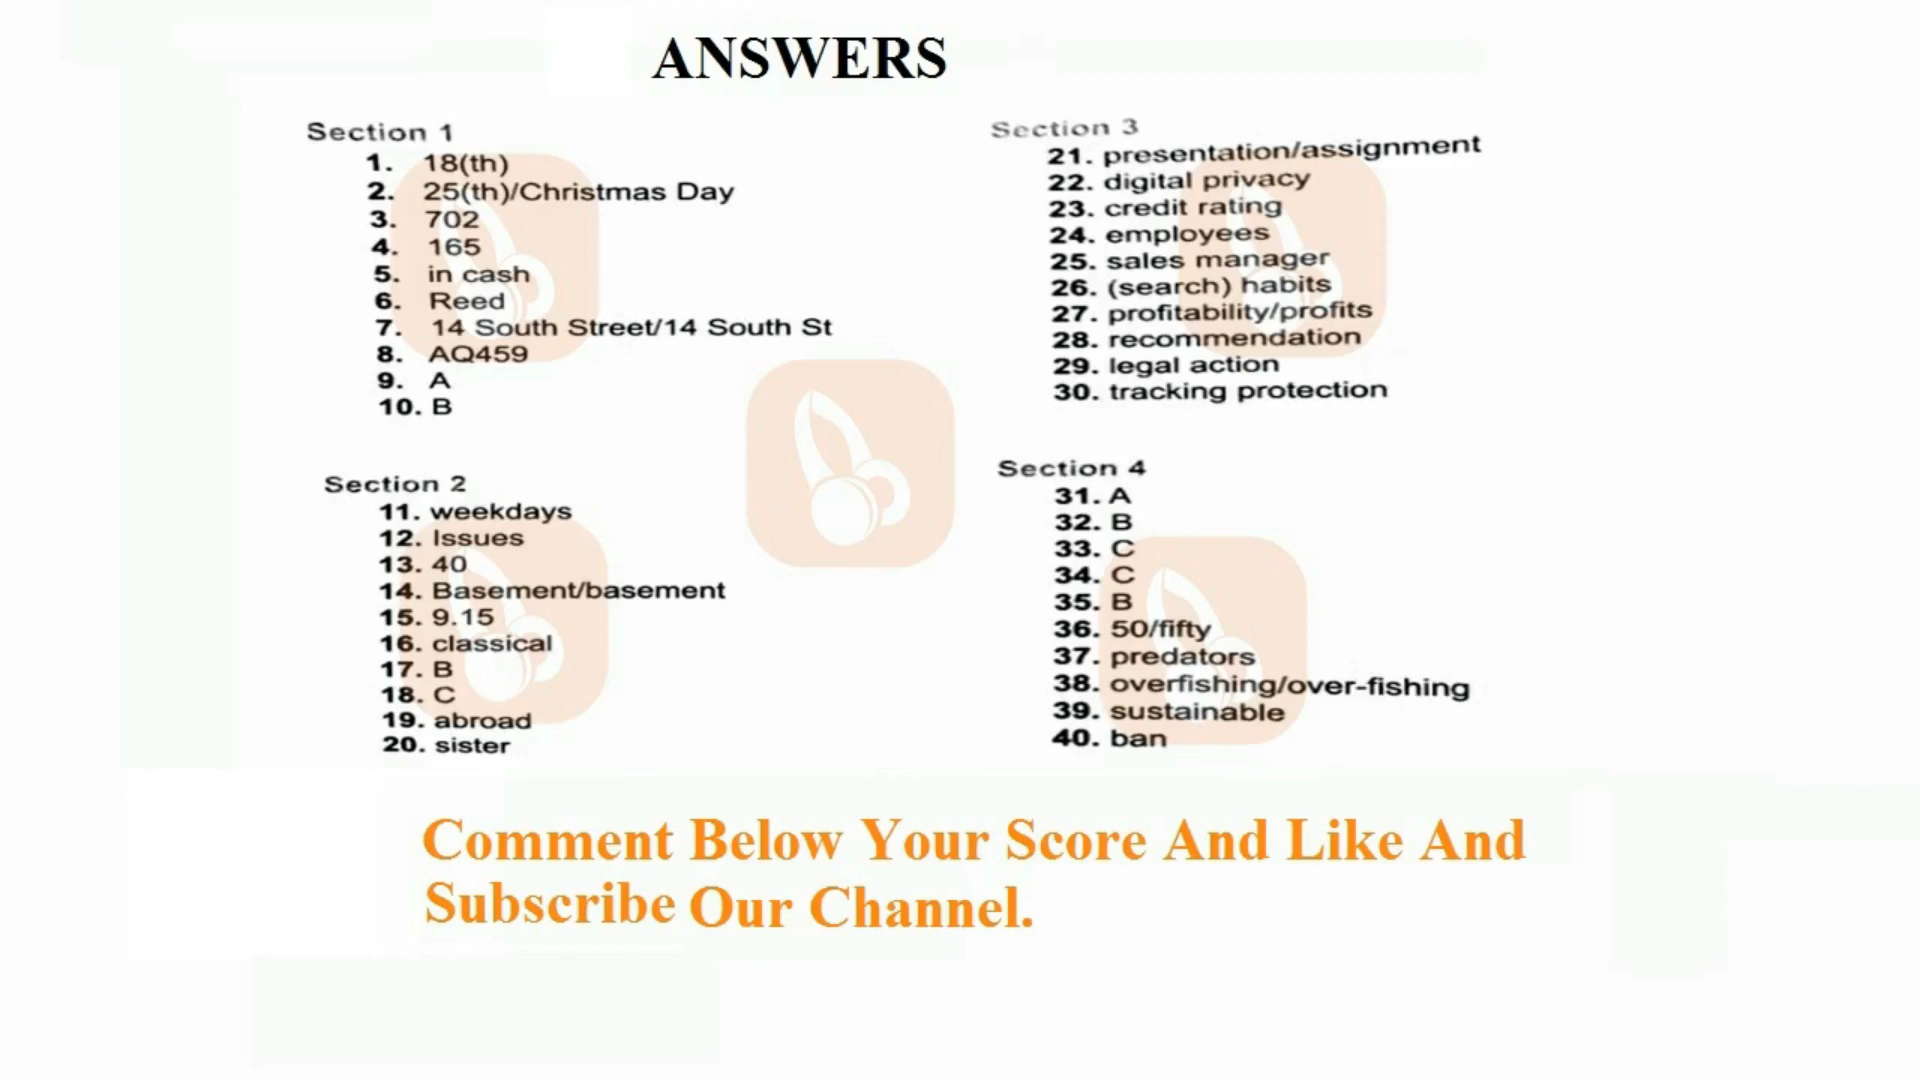 ANSWERS
Section 1
1. 18(th)
2. 25(th)/Christmas Day
3. 702
4. 165
5. in cash
6. Reed
7. 14 South Street/14 South St
8. AQ459
9. A
10. B
Section 2
11. weekdays
12. Issues
13. 40
14. Basement/basement
15. 9.15
16. classical
17. B
18. C
19. abroad
20. sister
Section 3
21. presentation/assignment
22. digital privacy
23. credit rating
24. employees
25. sales manager
26. (search) habits
27. profitability/profits
28. recommendation
29. legal action
30. tracking protection
Section 4
31. A
32. B
33. C
34. C
35. B
36. 50/fifty
37. predators
38. overfishing/over-fishing
39. sustainable
40. ban
Comment Below Your Score And Like And
Subscribe Our Channel.